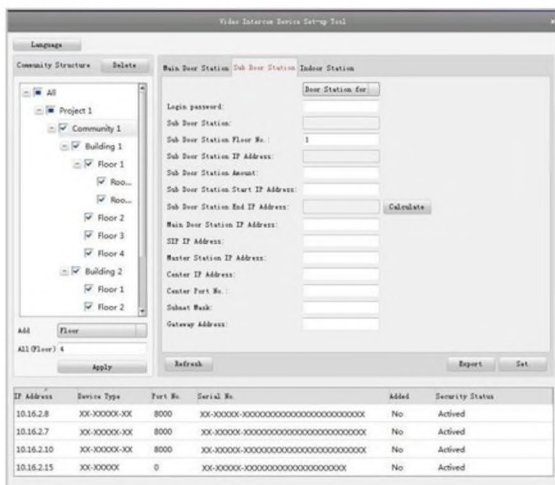 Video Intercom Device Set-up Tool
Language
Community Structure Delete
Main Door Station Sub Door Station Indoor Station
All
Project 1
Community 1
Building 1
Floor 1
Roo...
Roo...
Floor 2
Floor 3
Floor 4
Building 2
Floor 1
Floor 2
Add Floor
All(Floor) 4
Apply
Door Station for
Login password:
Sub Door Station:
Sub Door Station Floor No.: 1
Sub Door Station IP Address:
Sub Door Station Amount:
Sub Door Station Start IP Address:
Sub Door Station End IP Address: Calculate
Main Door Station IP Address:
SIP IP Address:
Master Station IP Address:
Center IP Address:
Center Port No.:
Subnet Mask:
Gateway Address:
Refresh Export Set
IP Address Device Type Port No. Serial No. Added Security Status
10.16.2.8 XX-XXXXX-XX 8000 XX-XXXXX-XXXXXXXXXXXXXXXXXXXXXXXXX No Actived
10.16.2.7 XX-XXXXX-XX 8000 XX-XXXXX-XXXXXXXXXXXXXXXXXXXXXXXXX No Actived
10.16.2.10 XX-XXXXX-XX 8000 XX-XXXXX-XXXXXXXXXXXXXXXXXXXXXXXXX No Actived
10.16.2.15 XX-XXXXX 0 XX-XXXXX-XXXXXXXXXXXXXXXXXXXXX No Actived